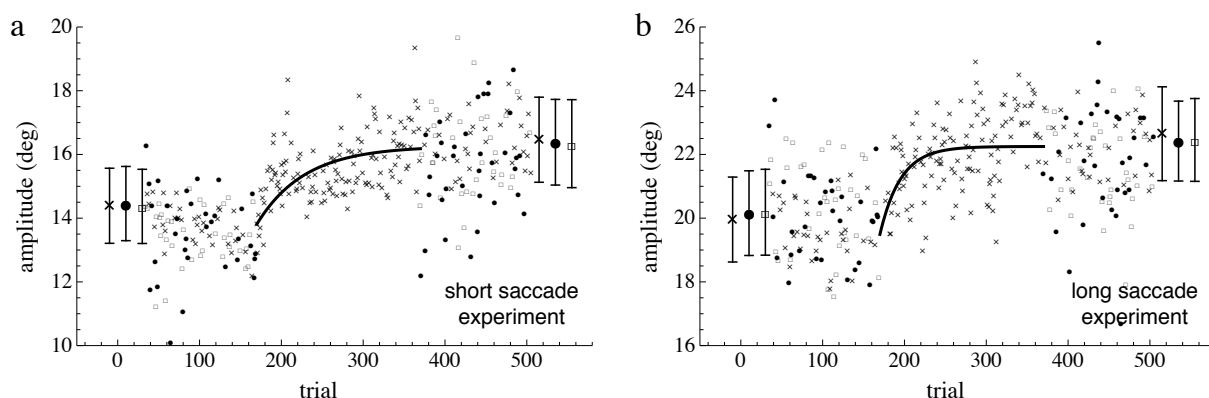 a
20
18
16
14
12
10
amplitude (deg)
0 100 200 300 400 500
trial
short saccade
experiment
b
26
24
22
20
18
16
amplitude (deg)
0 100 200 300 400 500
trial
long saccade
experiment